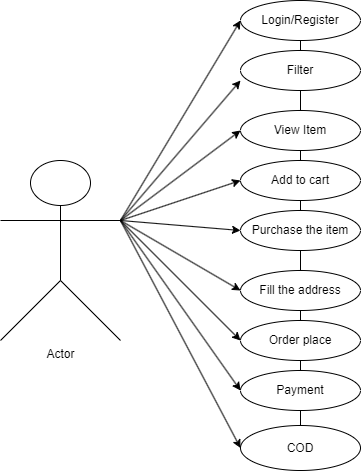 Login/Register
Filter
View Item
Add to cart
Purchase the item
Fill the address
Order place
Actor
Payment
COD